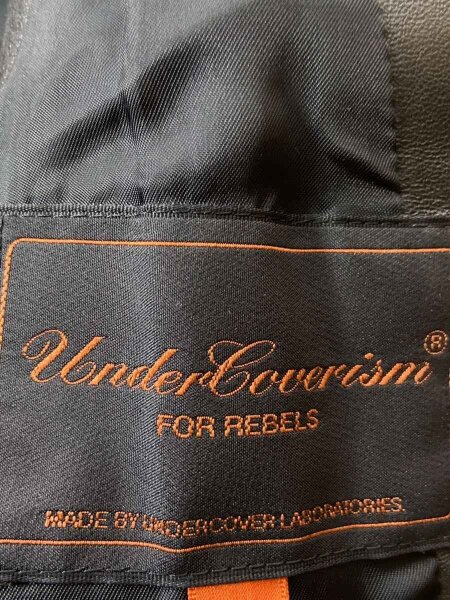 UnderCoverism®
FOR REBELS
MADE BY UNDERCOVER LABORATORIES.